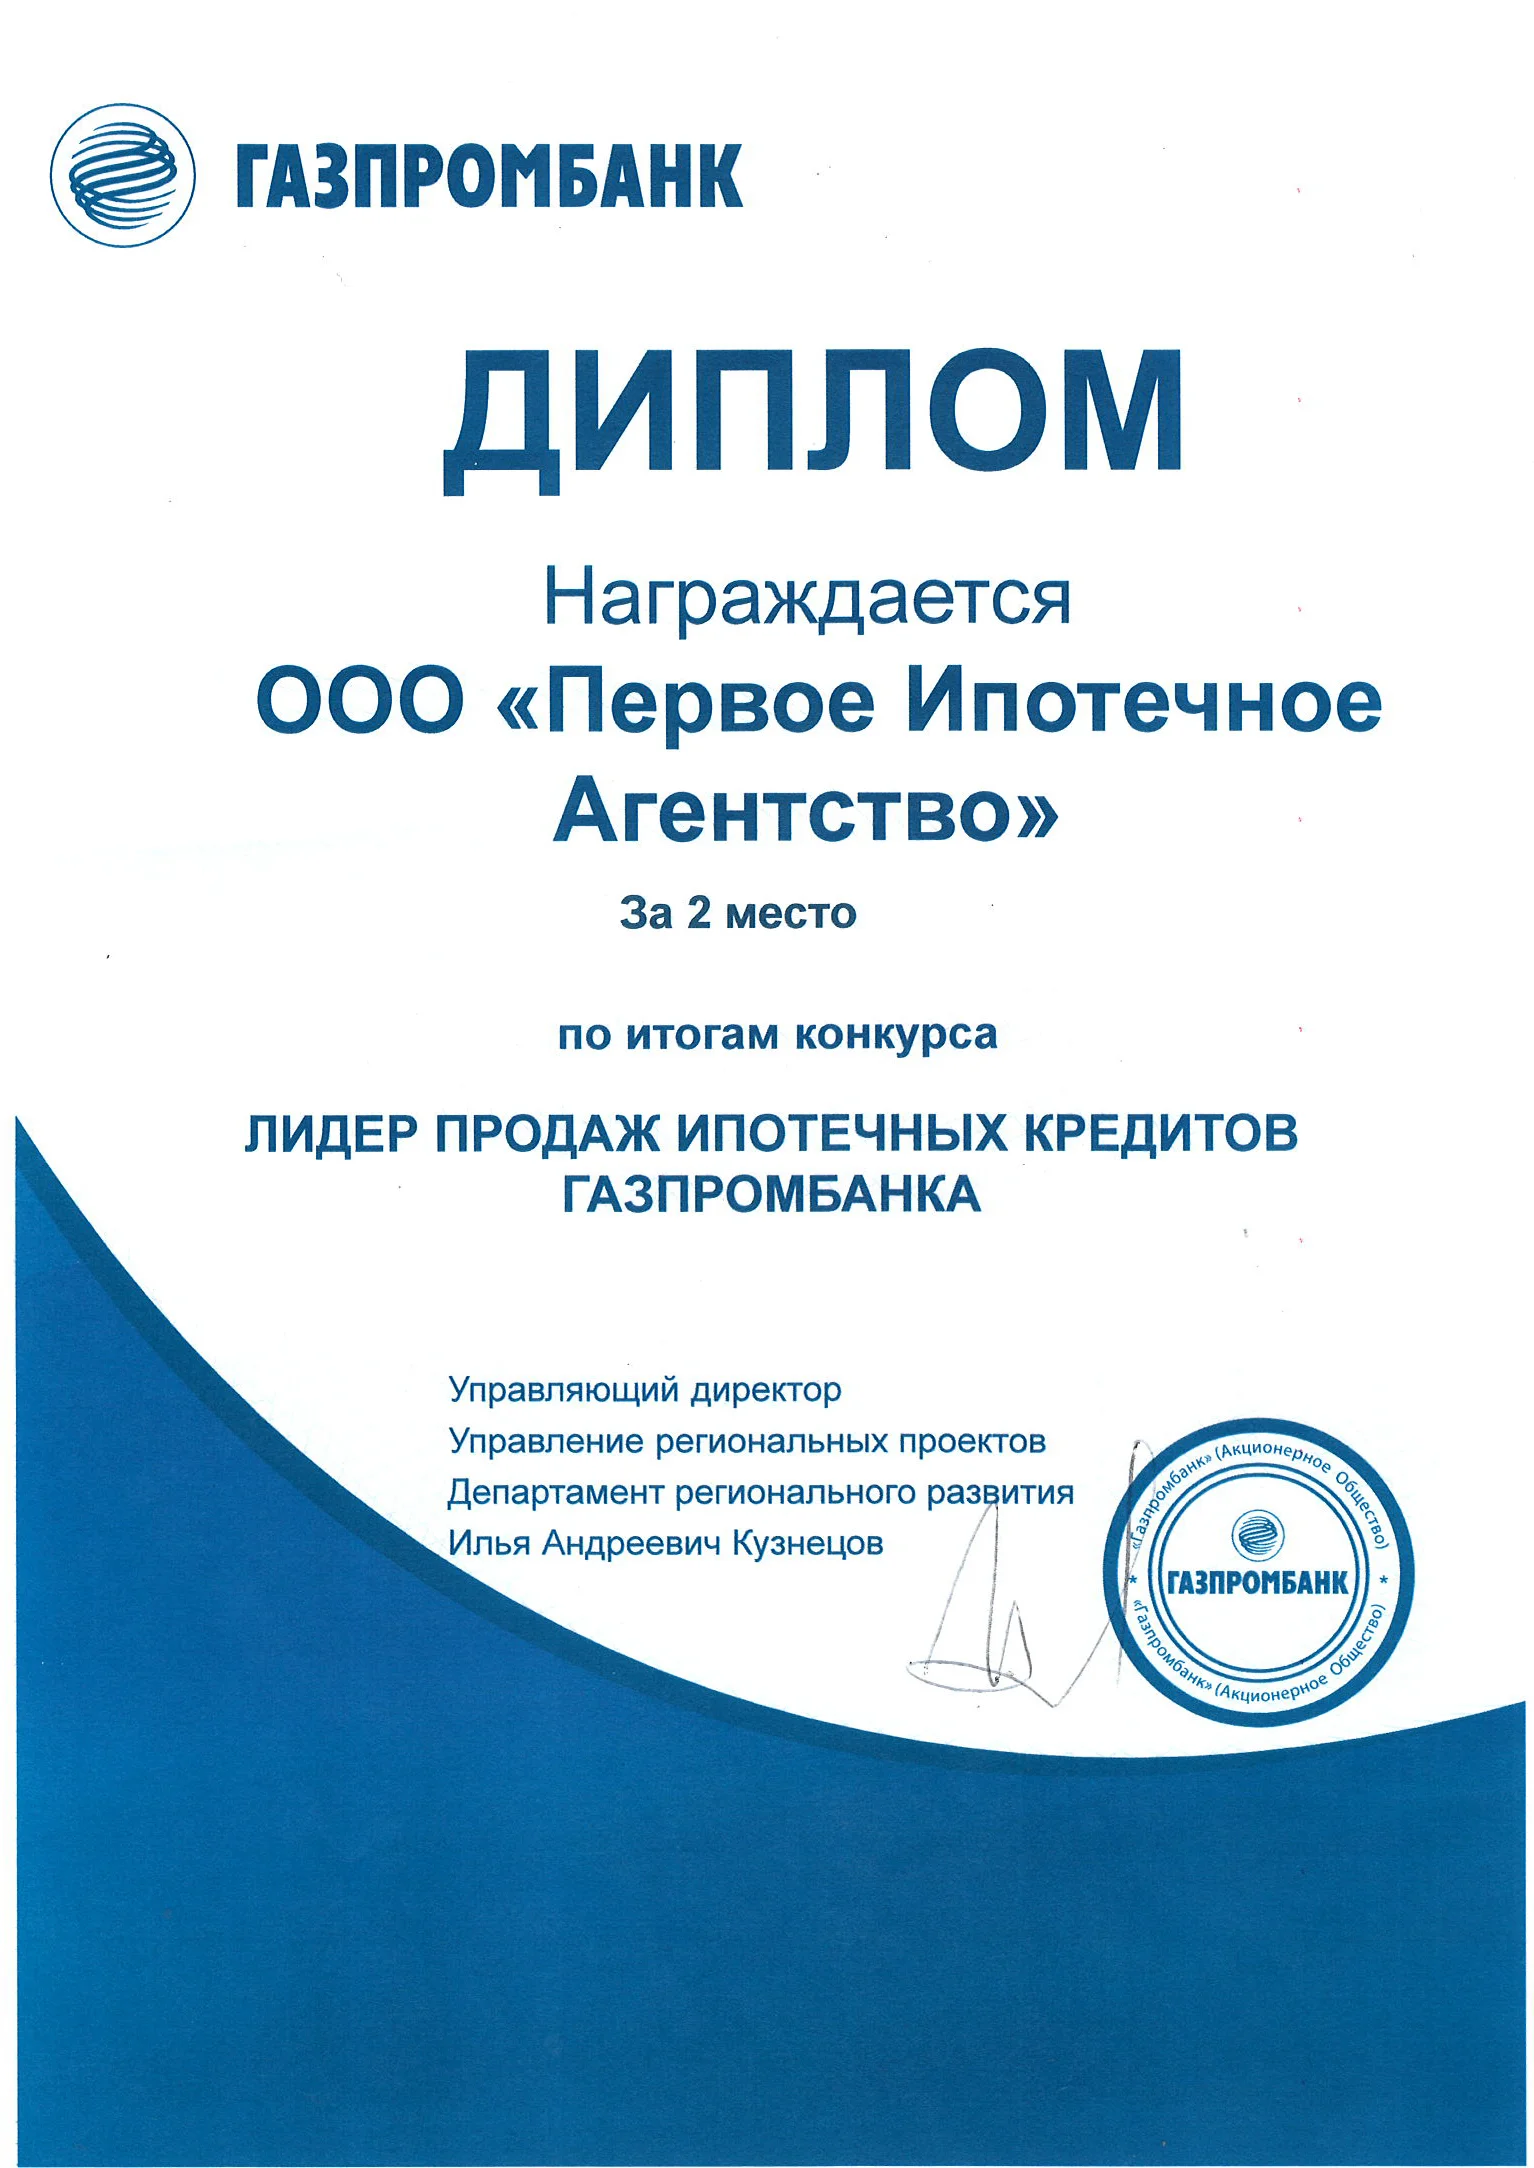 ГАЗПРОМБАНК
ДИПЛОМ
Награждается
ООО «Первое Ипотечное
Агентство»
За 2 место
по итогам конкурса
ЛИДЕР ПРОДАЖ ИПОТЕЧНЫХ КРЕДИТОВ
ГАЗПРОМБАНКА
Управляющий директор
Управление региональных проектов
Департамент регионального развития
Илья Андреевич Кузнецов
«Газпромбанк» (Акционерное Общество)
ГАЗПРОМБАНК
* *
«Газпромбанк» (Акционерное Общество)